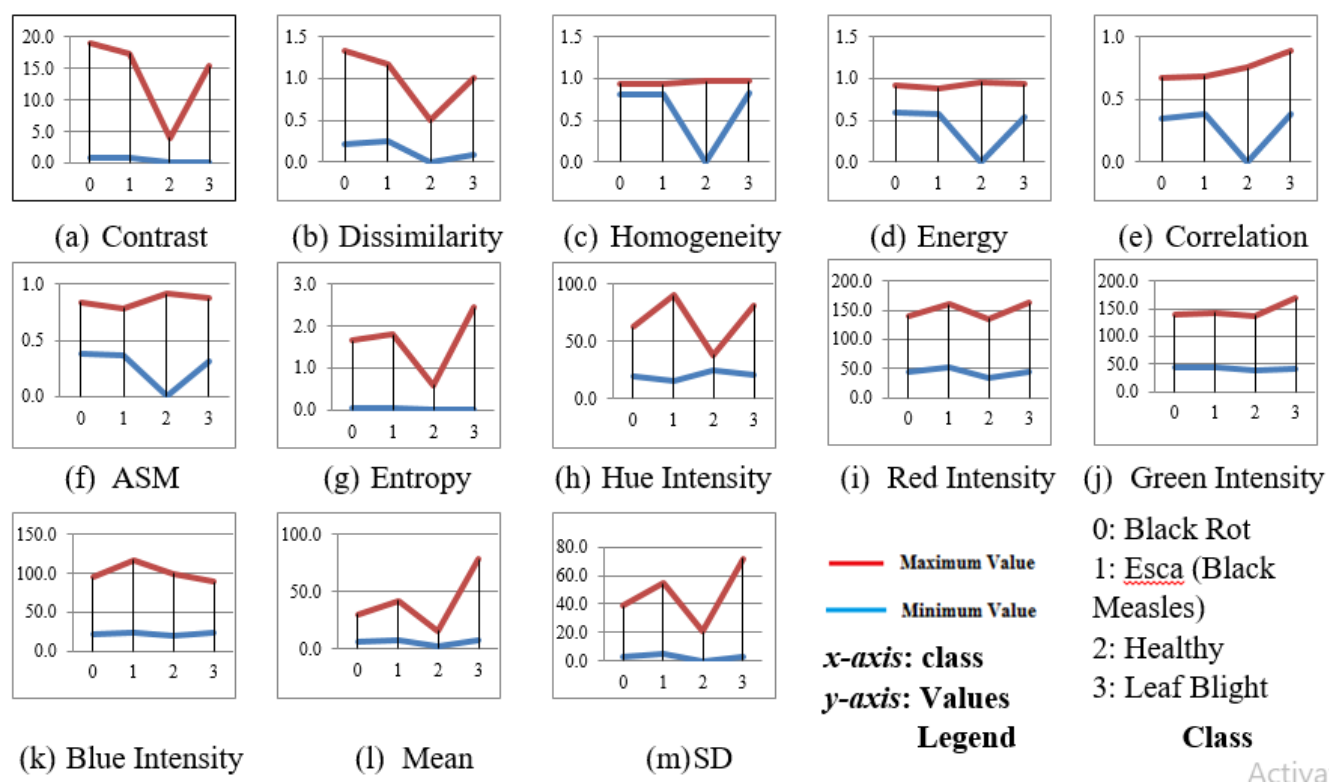 20.0
15.0
10.0
5.0
0.0
0 1 2 3
(a) Contrast
1.5
1.0
0.5
0.0
0 1 2 3
(b) Dissimilarity
1.5
1.0
0.5
0.0
0 1 2 3
(c) Homogeneity
1.5
1.0
0.5
0.0
0 1 2 3
(d) Energy
1.0
0.5
0.0
0 1 2 3
(e) Correlation
1.0
0.5
0.0
0 1 2 3
(f) ASM
3.0
2.0
1.0
0.0
0 1 2 3
(g) Entropy
100.0
50.0
0.0
0 1 2 3
(h) Hue Intensity
200.0
150.0
100.0
50.0
0.0
0 1 2 3
(i) Red Intensity
200.0
150.0
100.0
50.0
0.0
0 1 2 3
(j) Green Intensity
150.0
100.0
50.0
0.0
0 1 2 3
(k) Blue Intensity
100.0
50.0
0.0
0 1 2 3
(l) Mean
80.0
60.0
40.0
20.0
0.0
0 1 2 3
(m) SD
Maximum Value
Minimum Value
x-axis: class
y-axis: Values
Legend
0: Black Rot
1: Esca (Black
Measles)
2: Healthy
3: Leaf Blight
Class
Activa